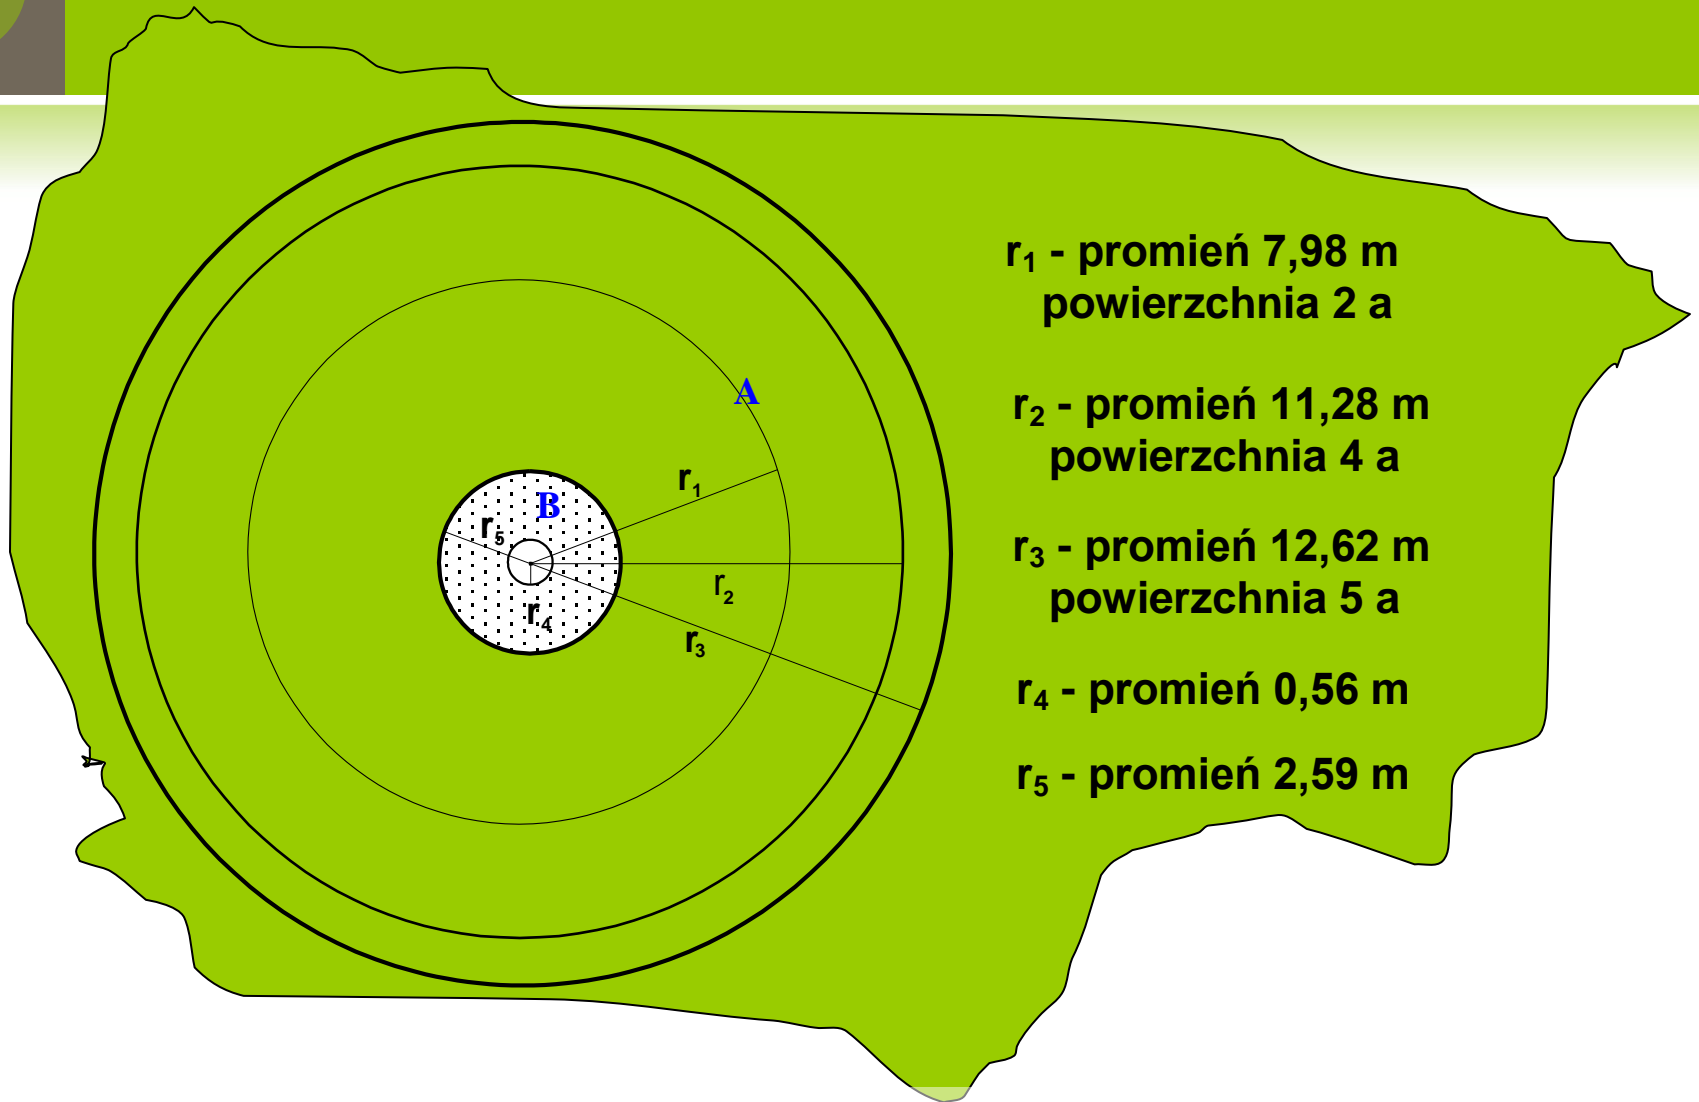 A
B
r₁
r₅
r₂
r₄
r₃
r₁ - promień 7,98 m
powierzchnia 2 a
r₂ - promień 11,28 m
powierzchnia 4 a
r₃ - promień 12,62 m
powierzchnia 5 a
r₄ - promień 0,56 m
r₅ - promień 2,59 m